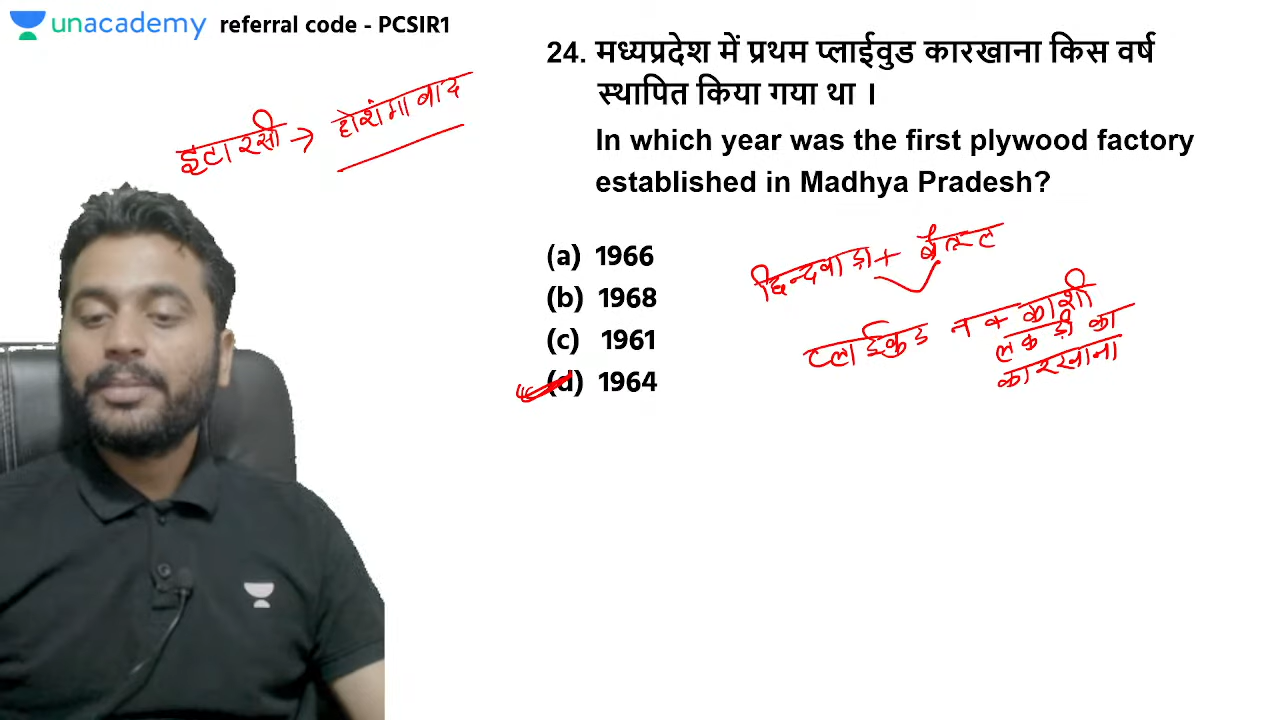 unacademy referral code - PCSIR1
24. मध्यप्रदेश में प्रथम प्लाईवुड कारखाना किस वर्ष
स्थापित किया गया था ।
In which year was the first plywood factory
established in Madhya Pradesh?
इटारसी → होशंगाबाद
(a) 1966
(b) 1968
(c) 1961
(d) 1964
छिन्दवाड़ा + बैतूल
प्लाईवुड काशी
लकड़ी का
कारखाना